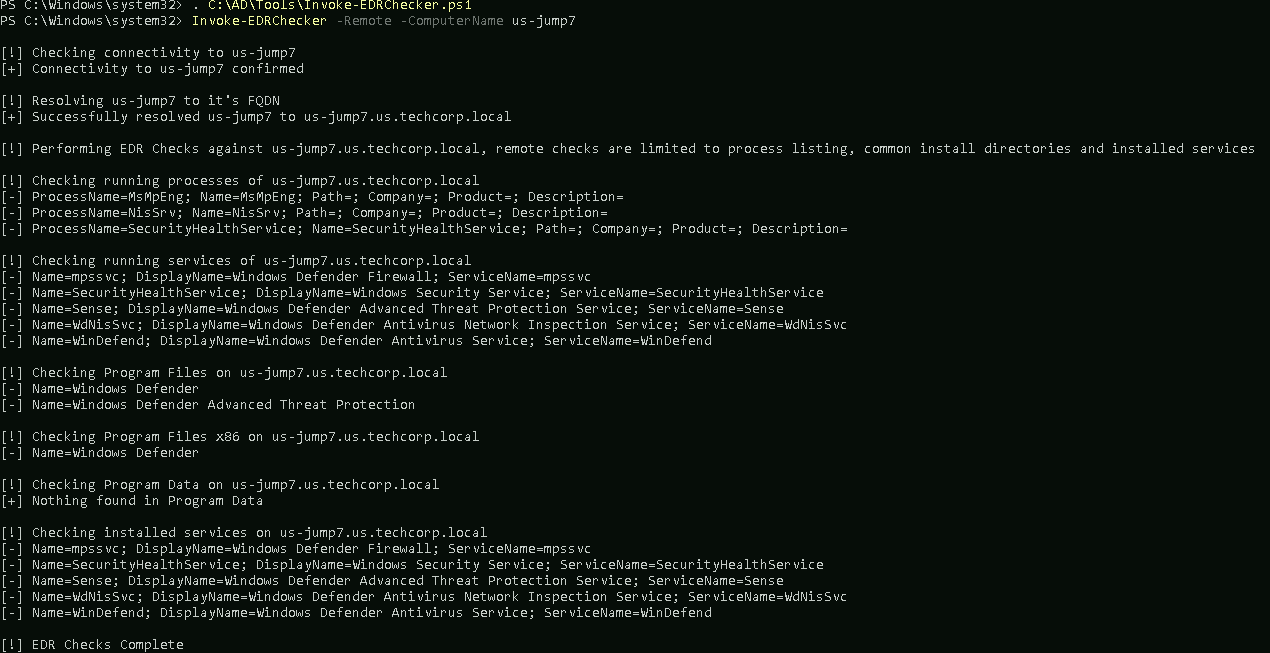 PS C:\Windows\system32> . C:\AD\Tools\Invoke-EDRChecker.ps1
PS C:\Windows\system32> Invoke-EDRChecker -Remote -ComputerName us-jump7
[!] Checking connectivity to us-jump7
[+] Connectivity to us-jump7 confirmed
[!] Resolving us-jump7 to it's FQDN
[+] Successfully resolved us-jump7 to us-jump7.us.techcorp.local
[!] Performing EDR Checks against us-jump7.us.techcorp.local, remote checks are limited to process listing, common install directories and installed services
[!] Checking running processes of us-jump7.us.techcorp.local
[-] ProcessName=MsMpEng; Name=MsMpEng; Path=; Company=; Product=; Description=
[-] ProcessName=NisSrv; Name=NisSrv; Path=; Company=; Product=; Description=
[-] ProcessName=SecurityHealthService; Name=SecurityHealthService; Path=; Company=; Product=; Description=
[!] Checking running services of us-jump7.us.techcorp.local
[-] Name=mpssvc; DisplayName=Windows Defender Firewall; ServiceName=mpssvc
[-] Name=SecurityHealthService; DisplayName=Windows Security Service; ServiceName=SecurityHealthService
[-] Name=Sense; DisplayName=Windows Defender Advanced Threat Protection Service; ServiceName=Sense
[-] Name=WdNisSvc; DisplayName=Windows Defender Antivirus Network Inspection Service; ServiceName=WdNisSvc
[-] Name=WinDefend; DisplayName=Windows Defender Antivirus Service; ServiceName=WinDefend
[!] Checking Program Files on us-jump7.us.techcorp.local
[-] Name=Windows Defender
[-] Name=Windows Defender Advanced Threat Protection
[!] Checking Program Files x86 on us-jump7.us.techcorp.local
[-] Name=Windows Defender
[!] Checking Program Data on us-jump7.us.techcorp.local
[+] Nothing found in Program Data
[!] Checking installed services on us-jump7.us.techcorp.local
[-] Name=mpssvc; DisplayName=Windows Defender Firewall; ServiceName=mpssvc
[-] Name=SecurityHealthService; DisplayName=Windows Security Service; ServiceName=SecurityHealthService
[-] Name=Sense; DisplayName=Windows Defender Advanced Threat Protection Service; ServiceName=Sense
[-] Name=WdNisSvc; DisplayName=Windows Defender Antivirus Network Inspection Service; ServiceName=WdNisSvc
[-] Name=WinDefend; DisplayName=Windows Defender Antivirus Service; ServiceName=WinDefend
[!] EDR Checks Complete